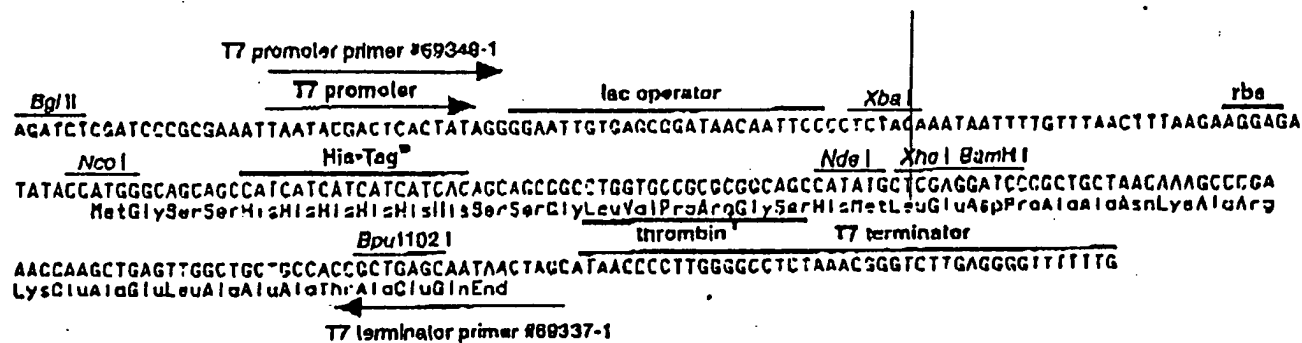 T7 promoter primer #69348-1
T7 promoter
lac operator
Bgl II
Xba I
rbs
AGATCTCGATCCCGCGAAATTAATACGACTCACTATAGGGGAATTGTGAGCGGATAACAATTCCCCTCTAGAAATAATTTTGTTTAACTTTAAGAAGGAGA
Nco I
His•Tag®
Nde I
Xho I
BamH I
TATACCATGGGCAGCAGCCATCATCATCATCATCACAGCAGCGGCCTGGTGCCGCGCGGCAGCCATATGCTCGAGGATCCGGCTGCTAACAAAGCCCGA
MetGlySerSerHisHisHisHisHisHisSerSerGlyLeuValProArgGlySerHisMetLeuGluAspProAlaAlaAsnLysAlaArg
Bpu1102 I
thrombin
T7 terminator
AACCAAGCTGAGTTGGCTGCTGCCACCGCTGAGCAATAACTAGCATAACCCCTTGGGGCCTCTAAACGGGTCTTGAGGGGTTTTTTG
LysGluAlaGluLeuAlaAlaAlaThrAlaGluGlnEnd
T7 terminator primer #69337-1